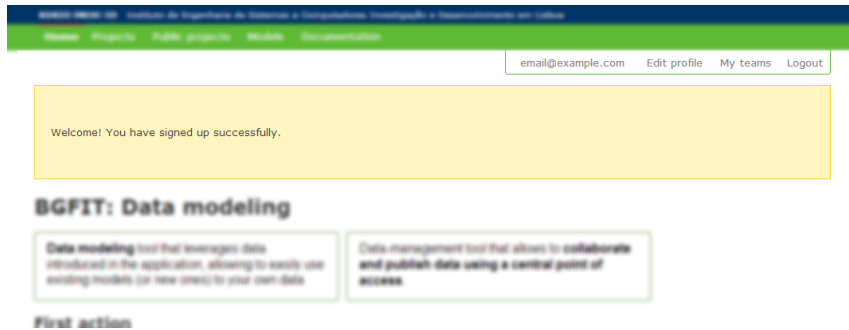 Instituto de Engenharia de Sistemas e Computadores Investigação e Desenvolvimento em Lisboa
Home Projects Public projects Models Documentation
email@example.com Edit profile My teams Logout
Welcome! You have signed up successfully.
BGFIT: Data modeling
Data modeling tool that leverages data
introduced in the application, allowing to easily use
existing models (or new ones) to your own data
Data management tool that allows to collaborate
and publish data using a central point of
access
First action